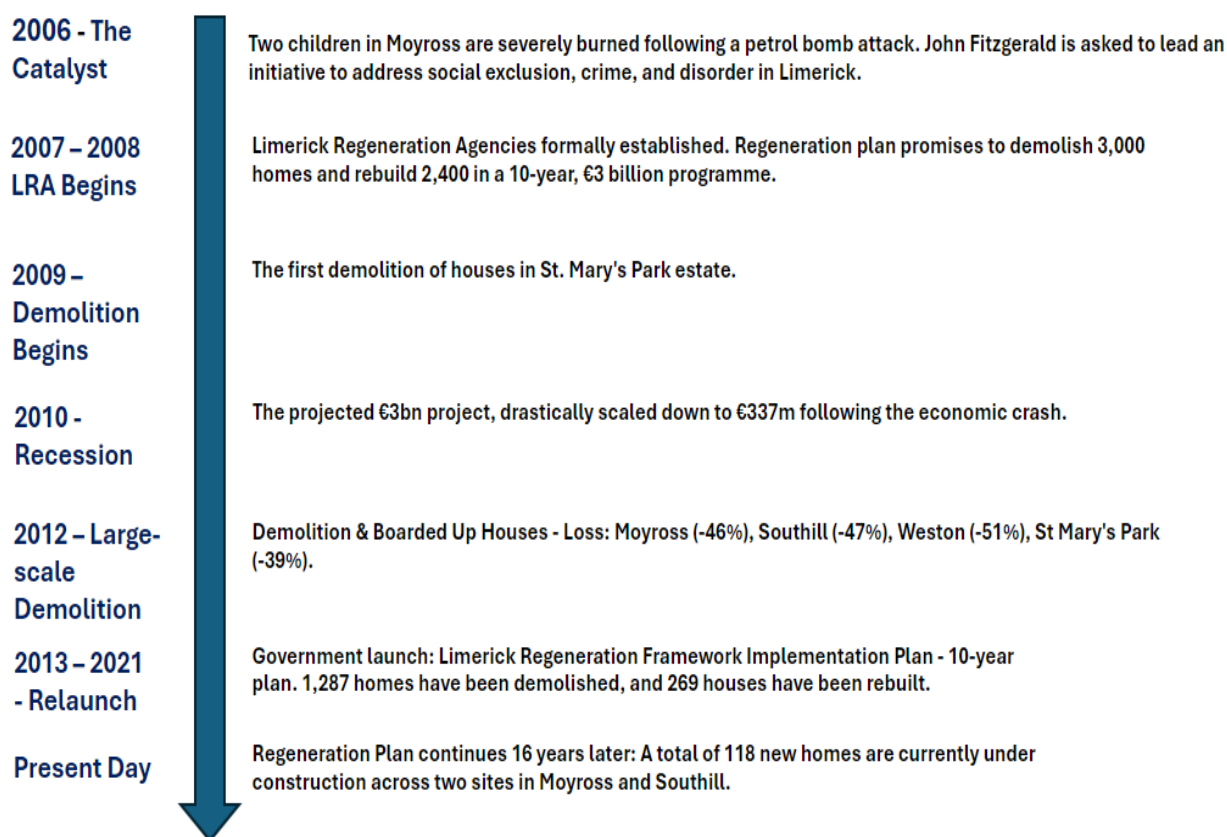 2006 - The
Catalyst
Two children in Moyross are severely burned following a petrol bomb attack. John Fitzgerald is asked to lead an
initiative to address social exclusion, crime, and disorder in Limerick.
2007 – 2008
LRA Begins
Limerick Regeneration Agencies formally established. Regeneration plan promises to demolish 3,000
homes and rebuild 2,400 in a 10-year, €3 billion programme.
2009 –
Demolition
Begins
The first demolition of houses in St. Mary's Park estate.
2010 -
Recession
The projected €3bn project, drastically scaled down to €337m following the economic crash.
2012 – Large-
scale
Demolition
Demolition & Boarded Up Houses - Loss: Moyross (-46%), Southill (-47%), Weston (-51%), St Mary's Park
(-39%).
2013 – 2021
- Relaunch
Government launch: Limerick Regeneration Framework Implementation Plan - 10-year
plan. 1,287 homes have been demolished, and 269 houses have been rebuilt.
Present Day
Regeneration Plan continues 16 years later: A total of 118 new homes are currently under
construction across two sites in Moyross and Southill.